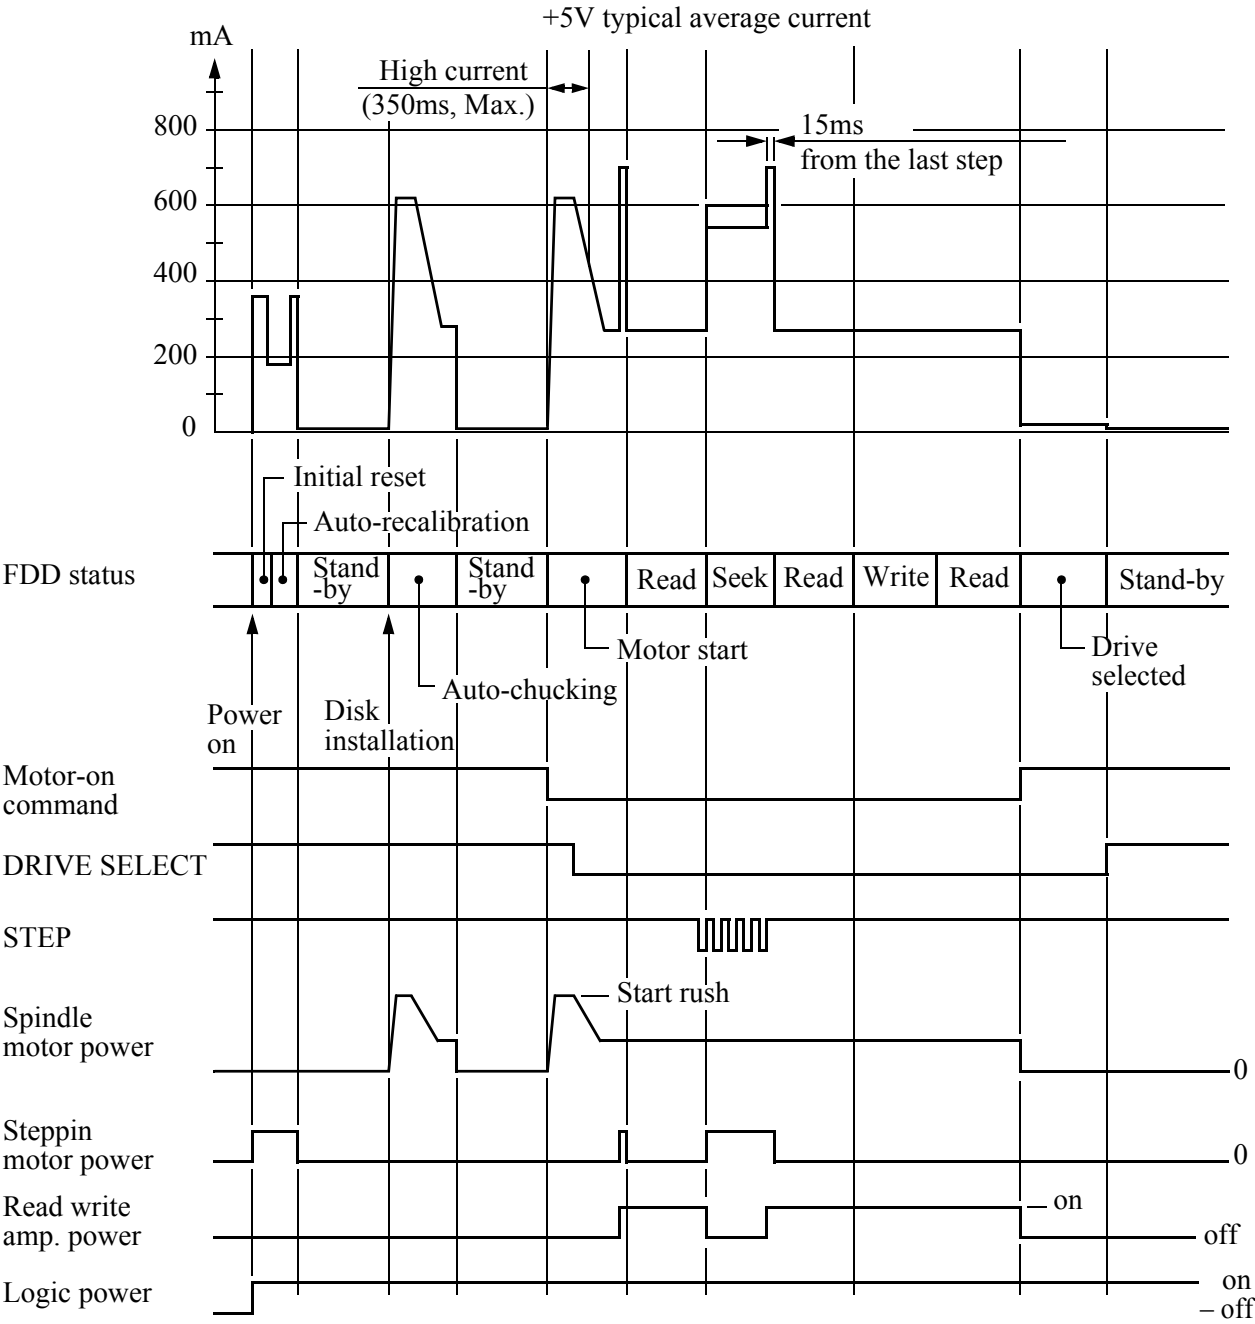 +5V typical average current
mA
High current
(350ms, Max.)
15ms
from the last step
800
600
400
200
0
Initial reset
Auto-recalibration
FDD status
Stand
-by
Stand
-by
Read
Seek
Read
Write
Read
Stand-by
Motor start
Drive
selected
Auto-chucking
Power
on
Disk
installation
Motor-on
command
DRIVE SELECT
STEP
Start rush
Spindle
motor power
0
Steppin
motor power
0
Read write
amp. power
on
off
Logic power
on
– off